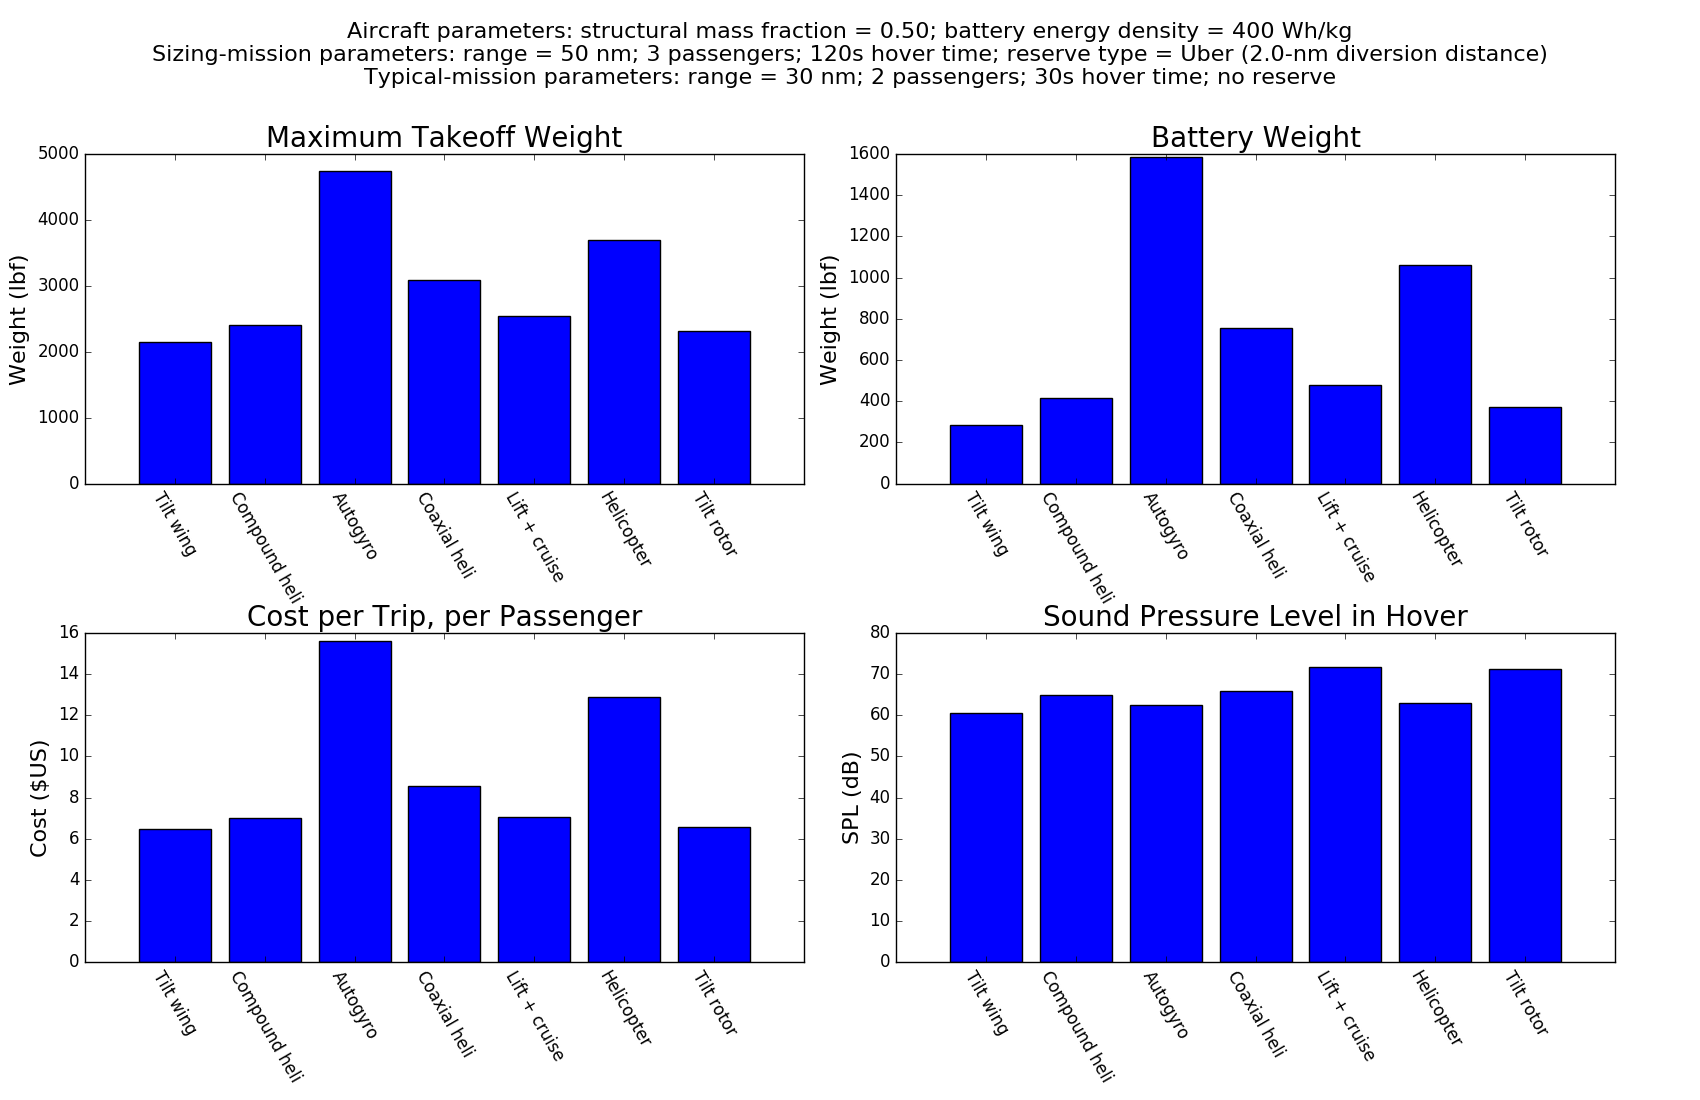 Aircraft parameters: structural mass fraction = 0.50; battery energy density = 400 Wh/kg
Sizing-mission parameters: range = 50 nm; 3 passengers; 120s hover time; reserve type = Uber (2.0-nm diversion distance)
Typical-mission parameters: range = 30 nm; 2 passengers; 30s hover time; no reserve
Maximum Takeoff Weight
Weight (lbf)
5000
4000
3000
2000
1000
0
Tilt wing
Compound heli
Autogyro
Coaxial heli
Lift + cruise
Helicopter
Tilt rotor
Battery Weight
Weight (lbf)
1600
1400
1200
1000
800
600
400
200
0
Tilt wing
Compound heli
Autogyro
Coaxial heli
Lift + cruise
Helicopter
Tilt rotor
Cost per Trip, per Passenger
Cost ($US)
16
14
12
10
8
6
4
2
0
Tilt wing
Compound heli
Autogyro
Coaxial heli
Lift + cruise
Helicopter
Tilt rotor
Sound Pressure Level in Hover
SPL (dB)
80
70
60
50
40
30
20
10
0
Tilt wing
Compound heli
Autogyro
Coaxial heli
Lift + cruise
Helicopter
Tilt rotor